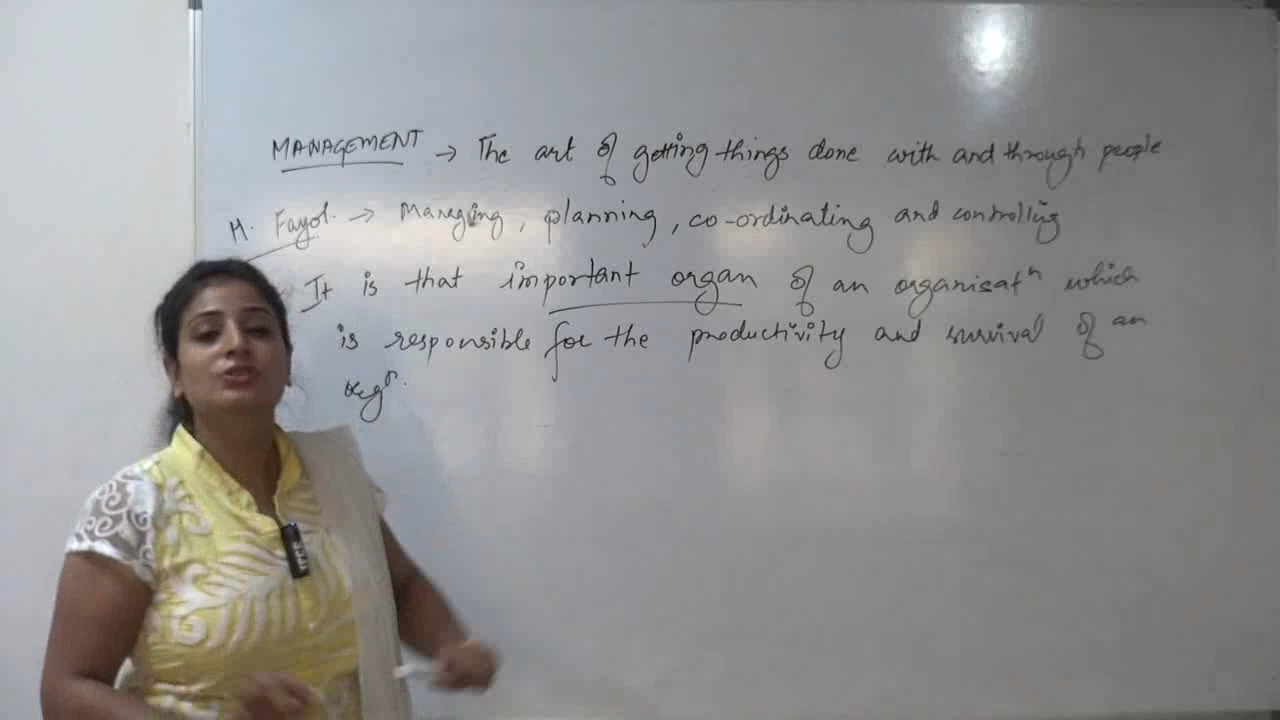 MANAGEMENT → The art of getting things done with and through people
H. Fayol. → Managing, planning, co-ordinating and controlling
It is that important organ of an organisatn which
is responsible for the productivity and survival of an
orgn.